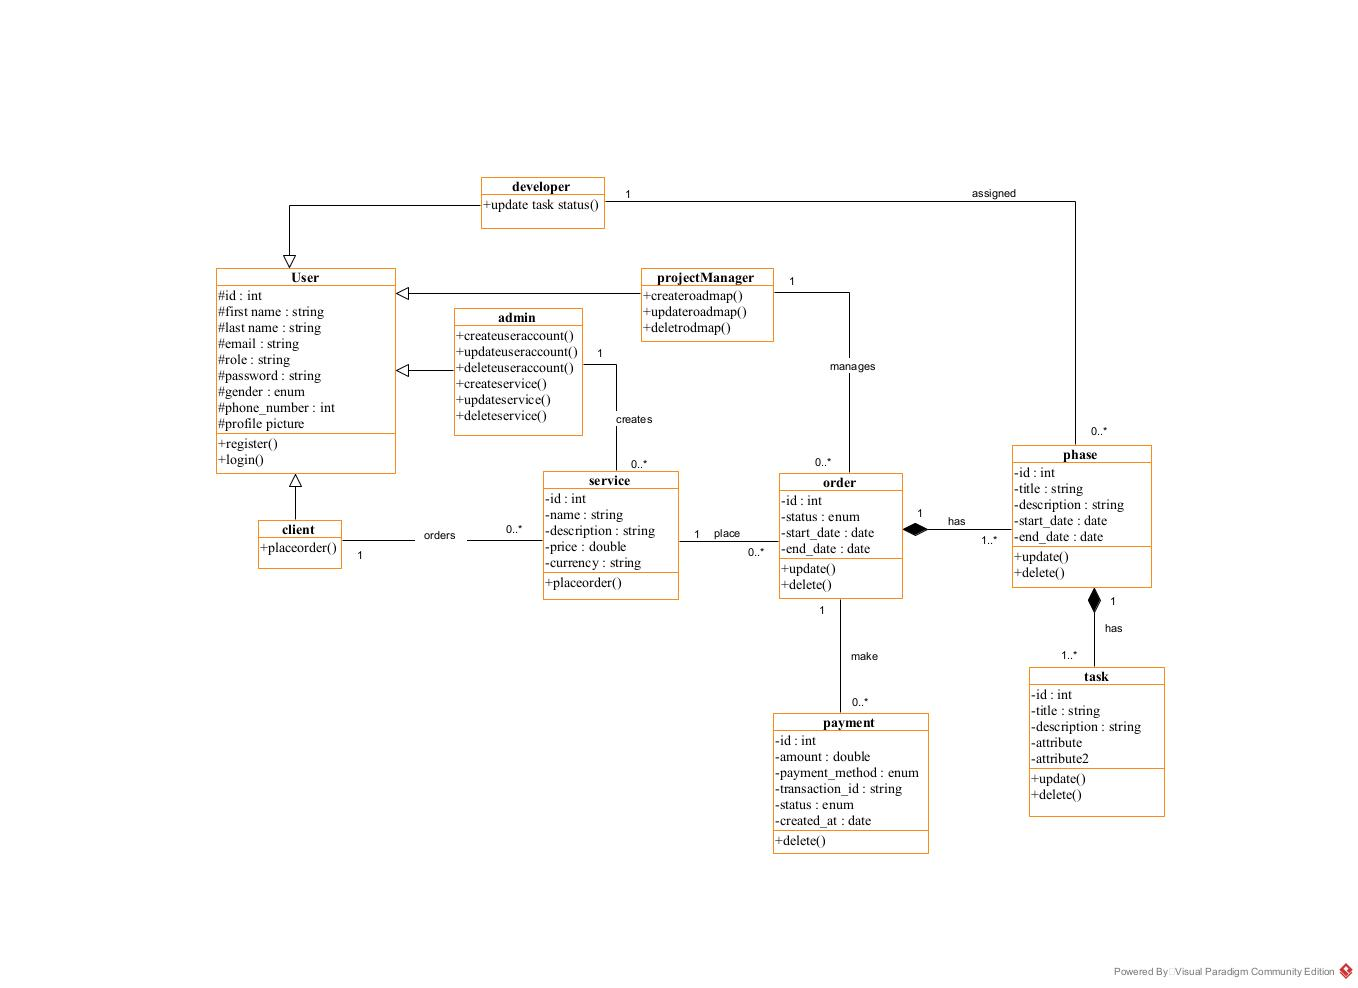 developer
+update task status()
1
assigned
User
#id : int
#first name : string
#last name : string
#email : string
#role : string
#password : string
#gender : enum
#phone_number : int
#profile picture
+register()
+login()
projectManager
+createroadmap()
+updateroadmap()
+deletrodmap()
1
manages
0..*
admin
+createuseraccount()
+updateuseraccount()
+deleteuseraccount()
+createservice()
+updateservice()
+deleteservice()
1
creates
0..*
0..*
phase
-id : int
-title : string
-description : string
-start_date : date
-end_date : date
+update()
+delete()
client
+placeorder()
1
orders
0..*
service
-id : int
-name : string
-description : string
-price : double
-currency : string
+placeorder()
1
place
0..*
order
-id : int
-status : enum
-start_date : date
-end_date : date
+update()
+delete()
1
has
1..*
1
has
1..*
1
make
0..*
payment
-id : int
-amount : double
-payment_method : enum
-transaction_id : string
-status : enum
-created_at : date
+delete()
task
-id : int
-title : string
-description : string
-attribute
-attribute2
+update()
+delete()
Powered By Visual Paradigm Community Edition